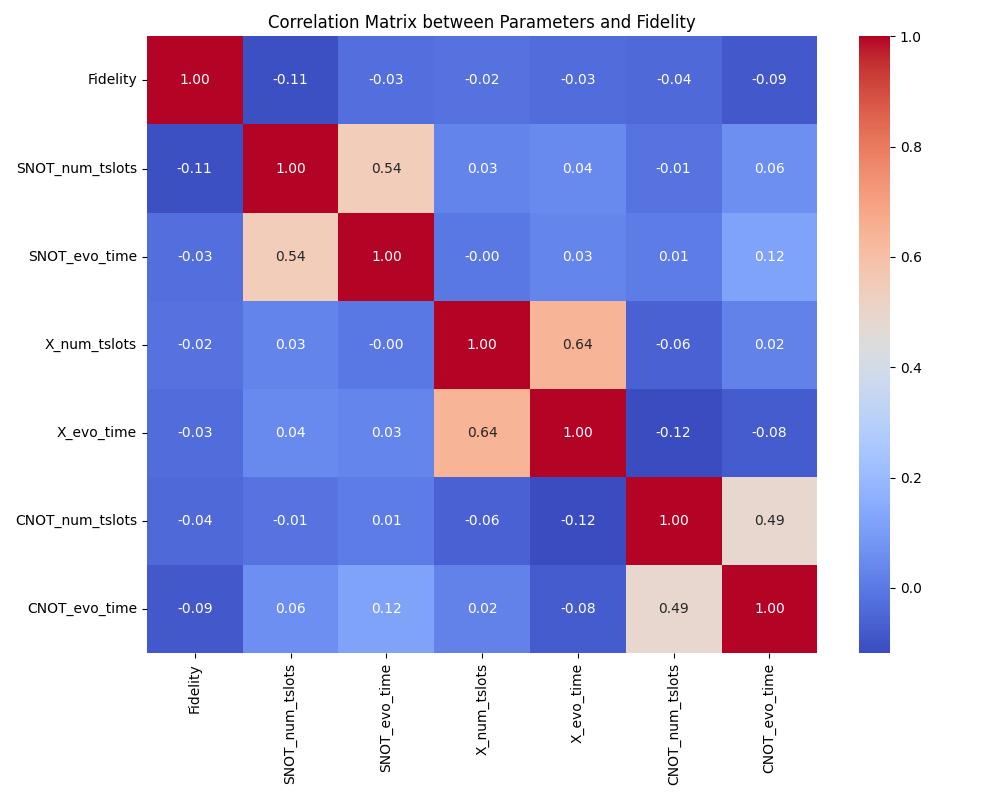 Correlation Matrix between Parameters and Fidelity
Fidelity 1.00 -0.11 -0.03 -0.02 -0.03 -0.04 -0.09
SNOT_num_tslots -0.11 1.00 0.54 0.03 0.04 -0.01 0.06
SNOT_evo_time -0.03 0.54 1.00 -0.00 0.03 0.01 0.12
X_num_tslots -0.02 0.03 -0.00 1.00 0.64 -0.06 0.02
X_evo_time -0.03 0.04 0.03 0.64 1.00 -0.12 -0.08
CNOT_num_tslots -0.04 -0.01 0.01 -0.06 -0.12 1.00 0.49
CNOT_evo_time -0.09 0.06 0.12 0.02 -0.08 0.49 1.00
Fidelity
SNOT_num_tslots
SNOT_evo_time
X_num_tslots
X_evo_time
CNOT_num_tslots
CNOT_evo_time
1.0
0.8
0.6
0.4
0.2
0.0